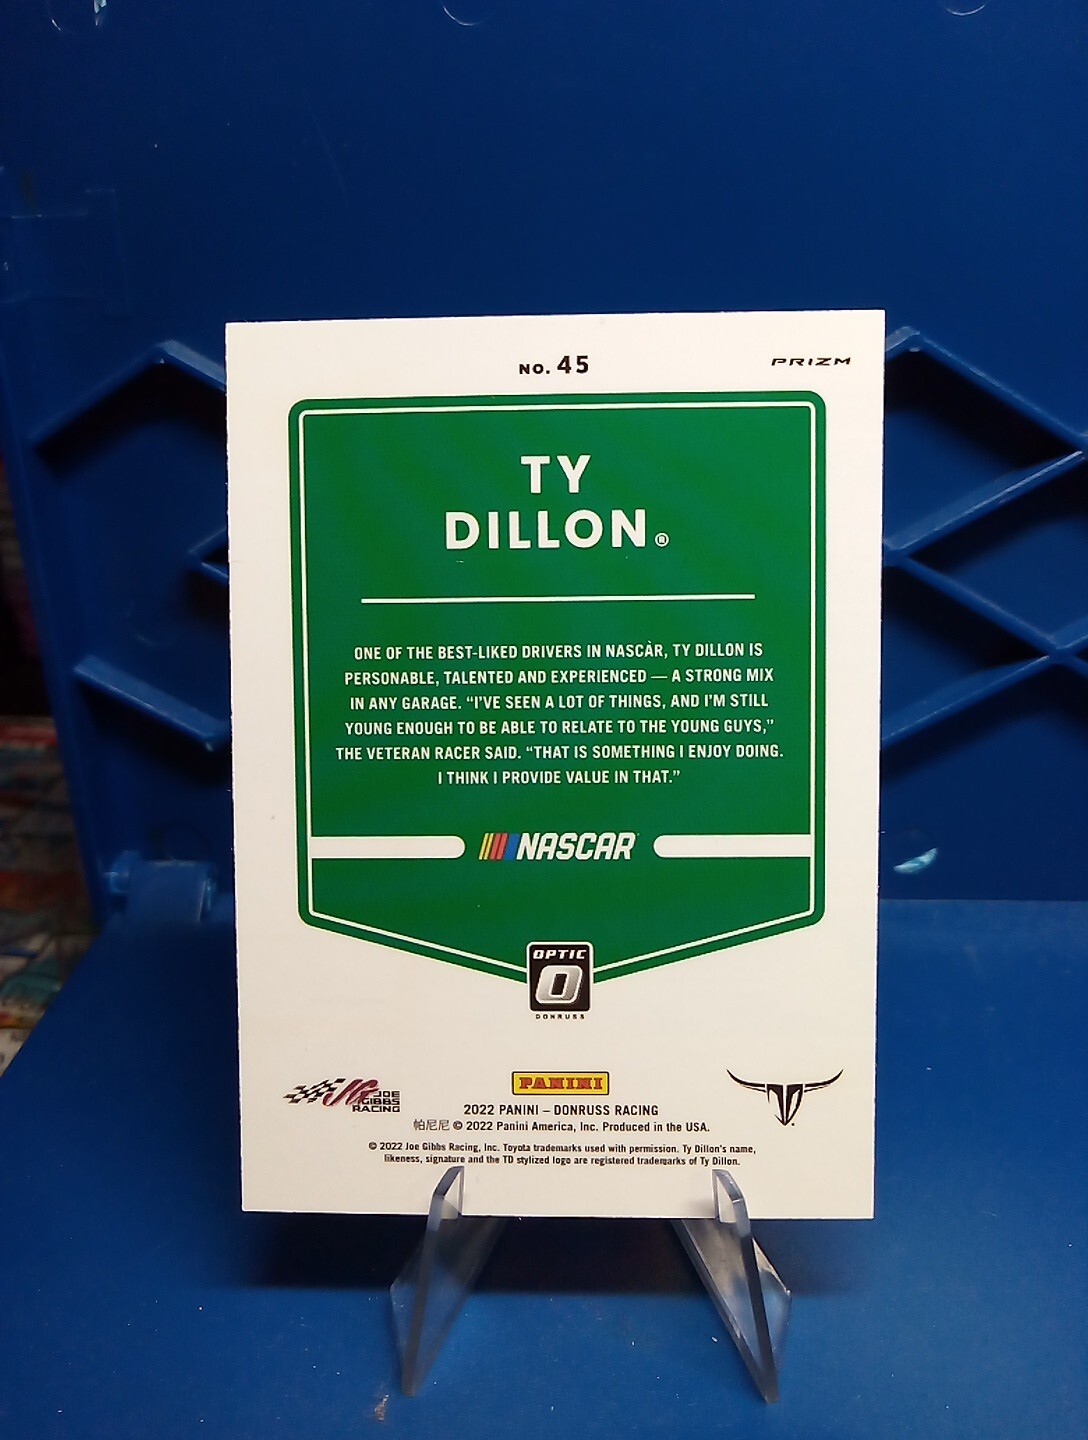 NO. 45
PRIZM
TY
DILLON®
ONE OF THE BEST-LIKED DRIVERS IN NASCAR, TY DILLON IS
PERSONABLE, TALENTED AND EXPERIENCED — A STRONG MIX
IN ANY GARAGE. “I’VE SEEN A LOT OF THINGS, AND I’M STILL
YOUNG ENOUGH TO BE ABLE TO RELATE TO THE YOUNG GUYS,”
THE VETERAN RACER SAID. “THAT IS SOMETHING I ENJOY DOING.
I THINK I PROVIDE VALUE IN THAT.”
NASCAR
OPTIC
O
DONRUSS
JG JOE
GIBBS
RACING
PANINI
TD
2022 PANINI – DONRUSS RACING
帕尼尼 © 2022 Panini America, Inc. Produced in the USA.
© 2022 Joe Gibbs Racing, Inc. Toyota trademarks used with permission. Ty Dillon's name,
likeness, signature and the TD stylized logo are registered trademarks of Ty Dillon.